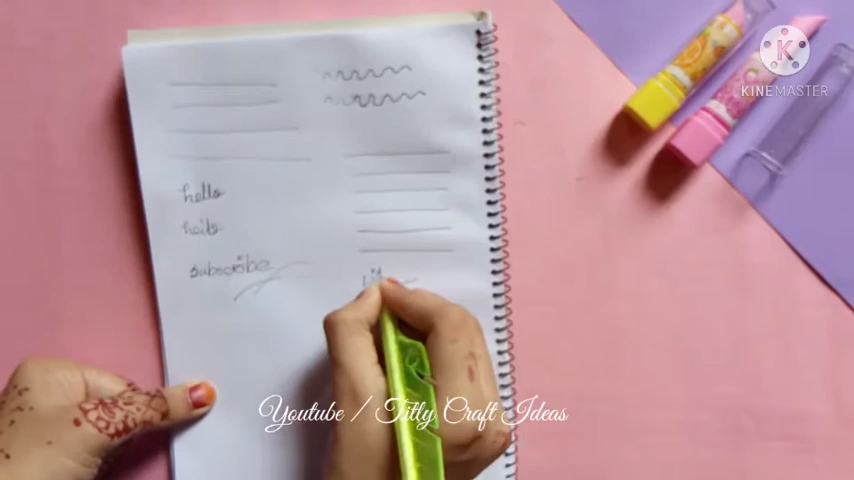 KINEMASTER
hello
hello
subscribe
Youtube / Titly Craft Ideas